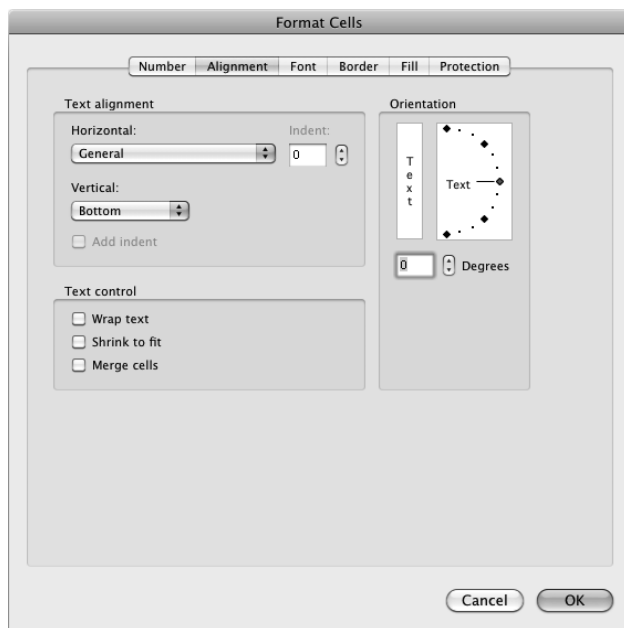 Format Cells
Number Alignment Font Border Fill Protection
Text alignment
Horizontal:
Indent:
General
0
Vertical:
Bottom
Add indent
Text control
Wrap text
Shrink to fit
Merge cells
Orientation
Text
Text
0 Degrees
Cancel OK